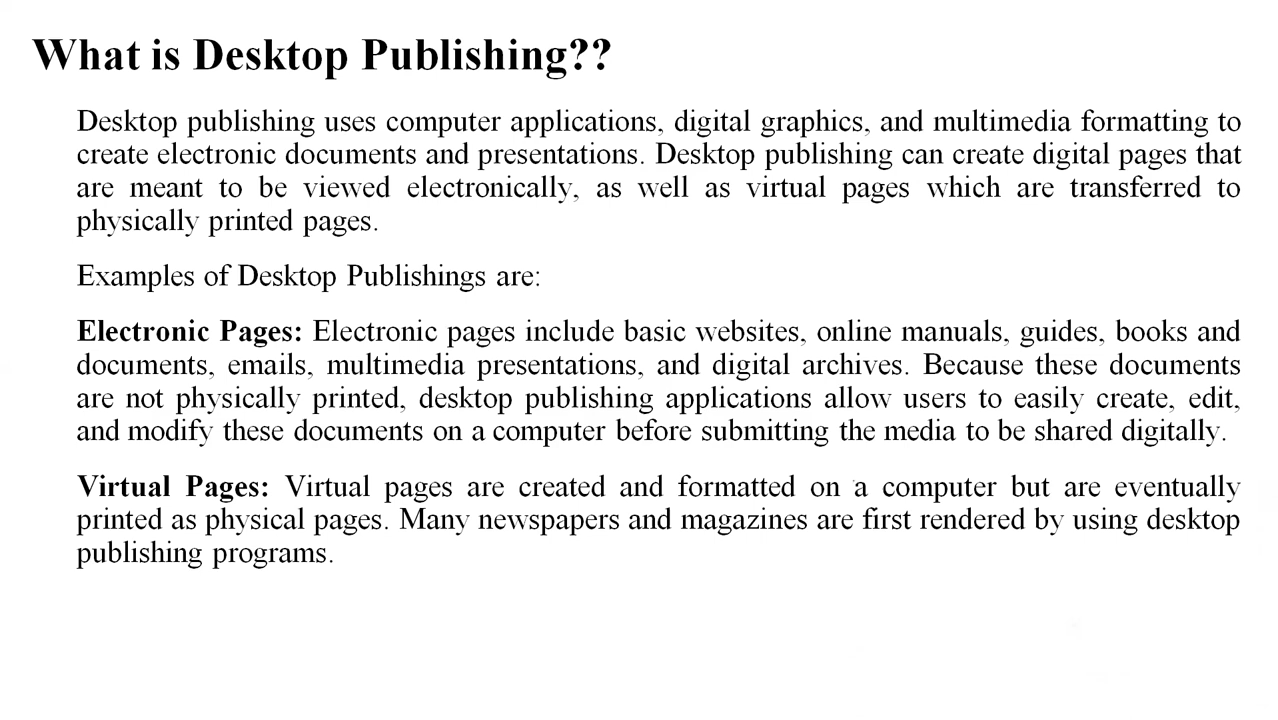 What is Desktop Publishing??
Desktop publishing uses computer applications, digital graphics, and multimedia formatting to
create electronic documents and presentations. Desktop publishing can create digital pages that
are meant to be viewed electronically, as well as virtual pages which are transferred to
physically printed pages.
Examples of Desktop Publishings are:
Electronic Pages: Electronic pages include basic websites, online manuals, guides, books and
documents, emails, multimedia presentations, and digital archives. Because these documents
are not physically printed, desktop publishing applications allow users to easily create, edit,
and modify these documents on a computer before submitting the media to be shared digitally.
Virtual Pages: Virtual pages are created and formatted on a computer but are eventually
printed as physical pages. Many newspapers and magazines are first rendered by using desktop
publishing programs.